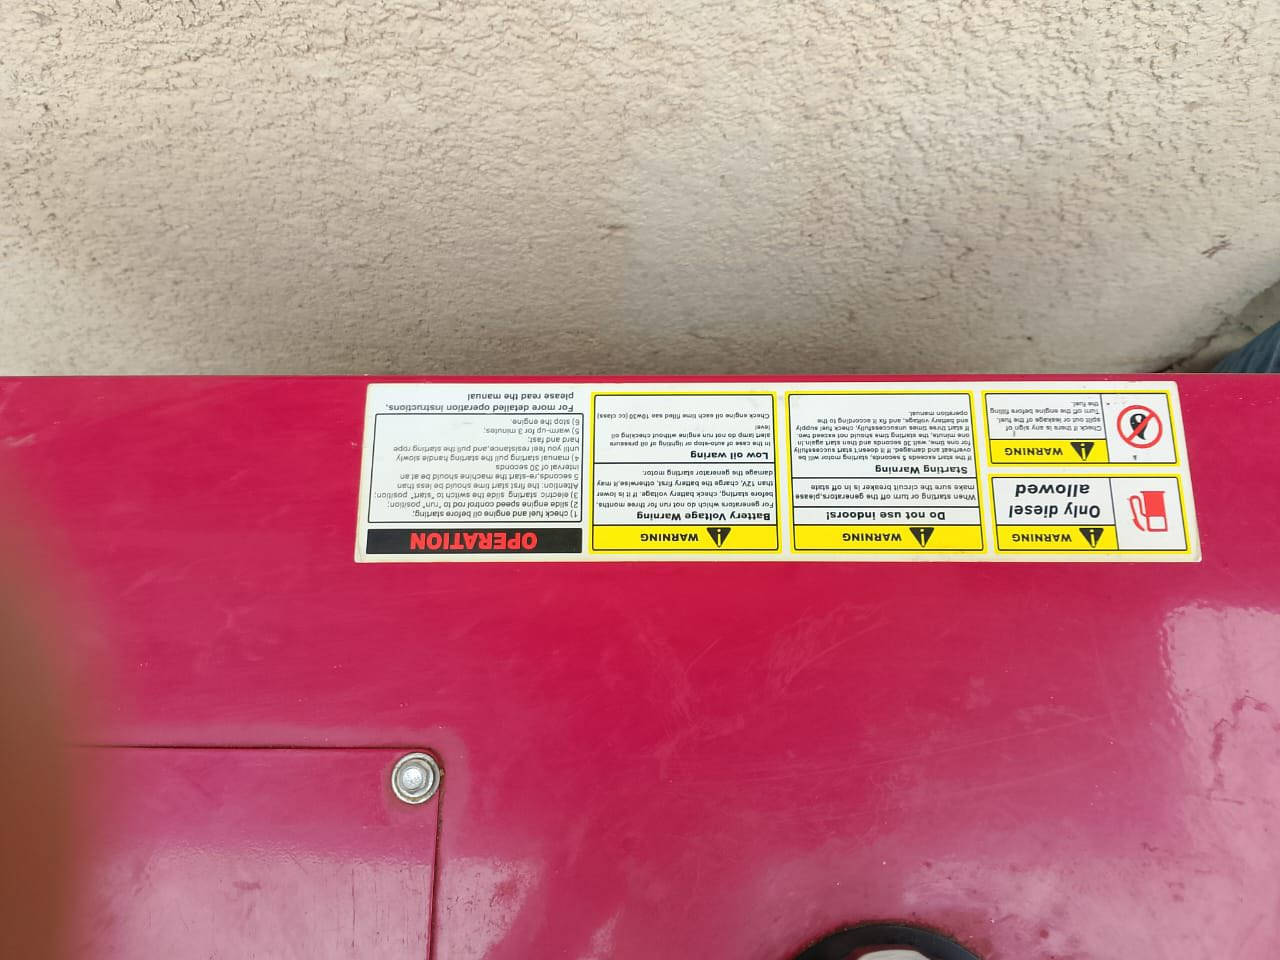 WARNING
Only diesel
allowed
WARNING
Check there is any sign of
split out or leakage of the fuel.
Turn off the engine before filling
the fuel.
WARNING
Do not use indoors!
When starting or turn off the generators,please
make sure the circuit breaker is in off state
Starting Warning
If the start exceed 5 seconds, starting motor will be
overheat and damaged. If it doesn't start successfully
for one time, wait 30 seconds and then start again.in
one minute, the starting time should not exceed two.
If start three times unsuccessfully, check fuel supply
and battery voltage, and fix it according to the
operation manual.
WARNING
Battery Voltage Warning
For generators which do not run for three months,
before starting, check battery voltage. If it is lower
than 12V, charge the battery first, otherwise,it may
damage the generator starting motor.
Low oil waring
In the case of auto-stop or lighting of oil pressure
alert lamp do not run engine without checking oil
level
Check engine oil each time filled fuel sae 10w30(cc class)
OPERATION
1) check fuel and engine oil before starting;
2) slide engine speed control rod to "run" position;
3) electric starting slide the switch to "start" position;
Attention: the first start time should be less than
5 seconds,re-start the machine should be at an
interval of 30 seconds
4) manual starting pull the starting handle slowly
until you feel resistance,and pull the starting rope
hard and fast;
5) warm-up for 3 minutes;
6) stop the engine.
For more detailed operation instructions,
please read the manual